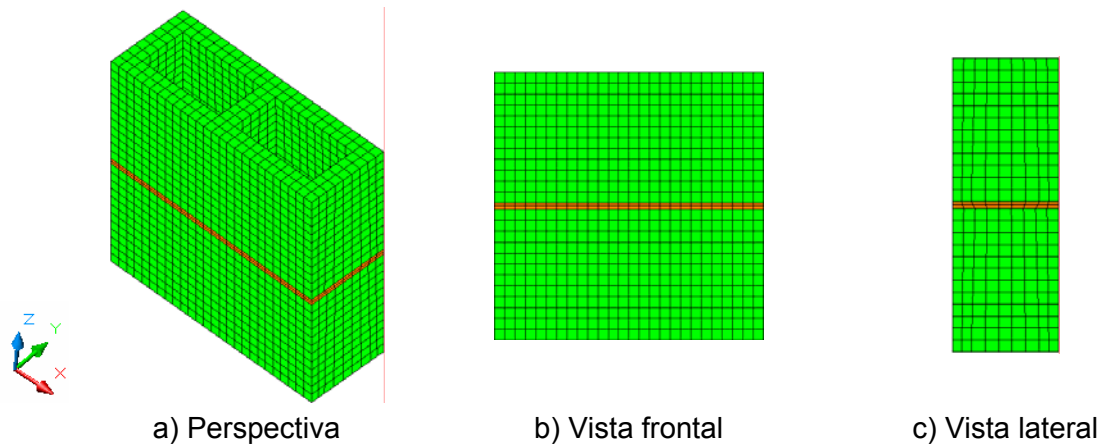 Z
Y
X
a) Perspectiva
b) Vista frontal
c) Vista lateral